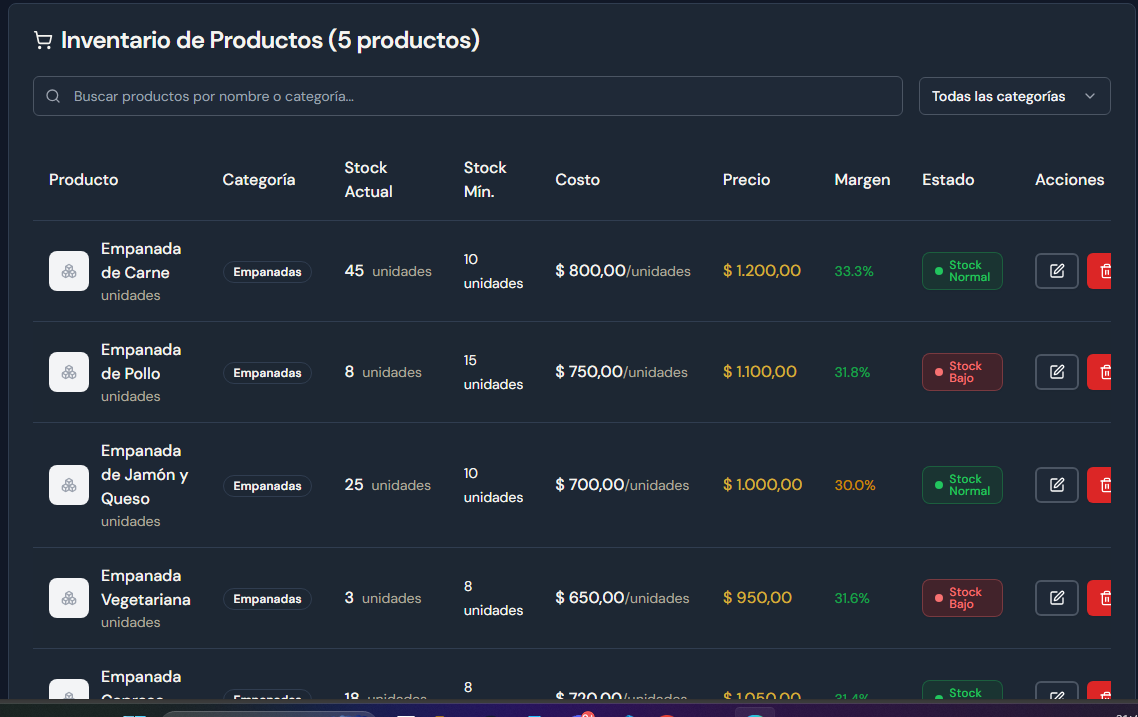 Inventario de Productos (5 productos)
Buscar productos por nombre o categoría...
Todas las categorías
Producto
Categoría
Stock
Actual
Stock
Mín.
Costo
Precio
Margen
Estado
Acciones
Empanada
de Carne
unidades
Empanadas
45 unidades
10
unidades
$ 800,00/unidades
$ 1.200,00
33.3%
Stock
Normal
Empanada
de Pollo
unidades
Empanadas
8 unidades
15
unidades
$ 750,00/unidades
$ 1.100,00
31.8%
Stock
Bajo
Empanada
de Jamón y
Queso
unidades
Empanadas
25 unidades
10
unidades
$ 700,00/unidades
$ 1.000,00
30.0%
Stock
Normal
Empanada
Vegetariana
unidades
Empanadas
3 unidades
8
unidades
$ 650,00/unidades
$ 950,00
31.6%
Stock
Bajo
Empanada
Empanadas
18 unidades
8
$ 720,00/unidades
$ 1.050,00
31.4%
Stock